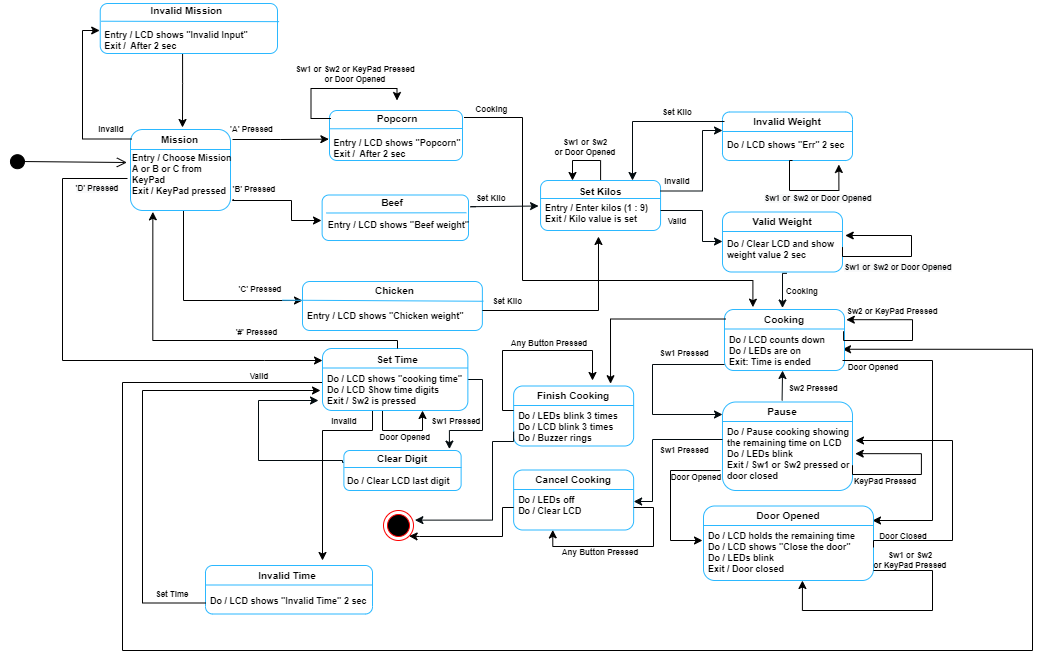 Invalid Mission
Entry / LCD shows "Invalid Input"
Exit /  After 2 sec
Sw1 or Sw2 or KeyPad Pressed
or Door Opened
Cooking
Invalid
'A' Pressed
Popcorn
Entry / LCD shows "Popcorn"
Exit /  After 2 sec
Set Kilo
Invalid Weight
Do / LCD shows "Err" 2 sec
Mission
Entry / Choose Mission
A or B or C from
KeyPad
Exit / KeyPad pressed
Sw1 or Sw2
or Door Opened
'D' Pressed
'B' Pressed
Beef
Entry / LCD shows "Beef weight"
Set Kilo
Set Kilos
Entry / Enter kilos (1 : 9)
Exit / Kilo value is set
Invalid
Valid
Sw1 or Sw2 or Door Opened
Valid Weight
Do / Clear LCD and show
weight value 2 sec
Sw1 or Sw2 or Door Opened
'C' Pressed
Chicken
Entry / LCD shows "Chicken weight"
Set Kilo
Cooking
'#' Pressed
Cooking
Do / LCD counts down
Do / LEDs are on
Exit: Time is ended
Sw2 or KeyPad Pressed
Door Opened
Sw1 Pressed
Sw2 Pressed
Set Time
Do / LCD shows "cooking time"
Do / LCD Show time digits
Exit / Sw2 is pressed
Valid
Any Button Pressed
Finish Cooking
Do / LEDs blink 3 times
Do / LCD blink 3 times
Do / Buzzer rings
Invalid
Door Opened
Sw1 Pressed
Clear Digit
Do / Clear LCD last digit
Pause
Do / Pause cooking showing
the remaining time on LCD
Do / LEDs blink
Exit / Sw1 or Sw2 pressed or
door closed
Sw1 Pressed
Door Opened
KeyPad Pressed
Cancel Cooking
Do / LEDs off
Do / Clear LCD
Any Button Pressed
Door Opened
Do / LCD holds the remaining time
Do / LCD shows "Close the door"
Do / LEDs blink
Exit / Door closed
Door Closed
Sw1 or Sw2
or KeyPad Pressed
Invalid Time
Do / LCD shows "Invalid Time" 2 sec
Set Time